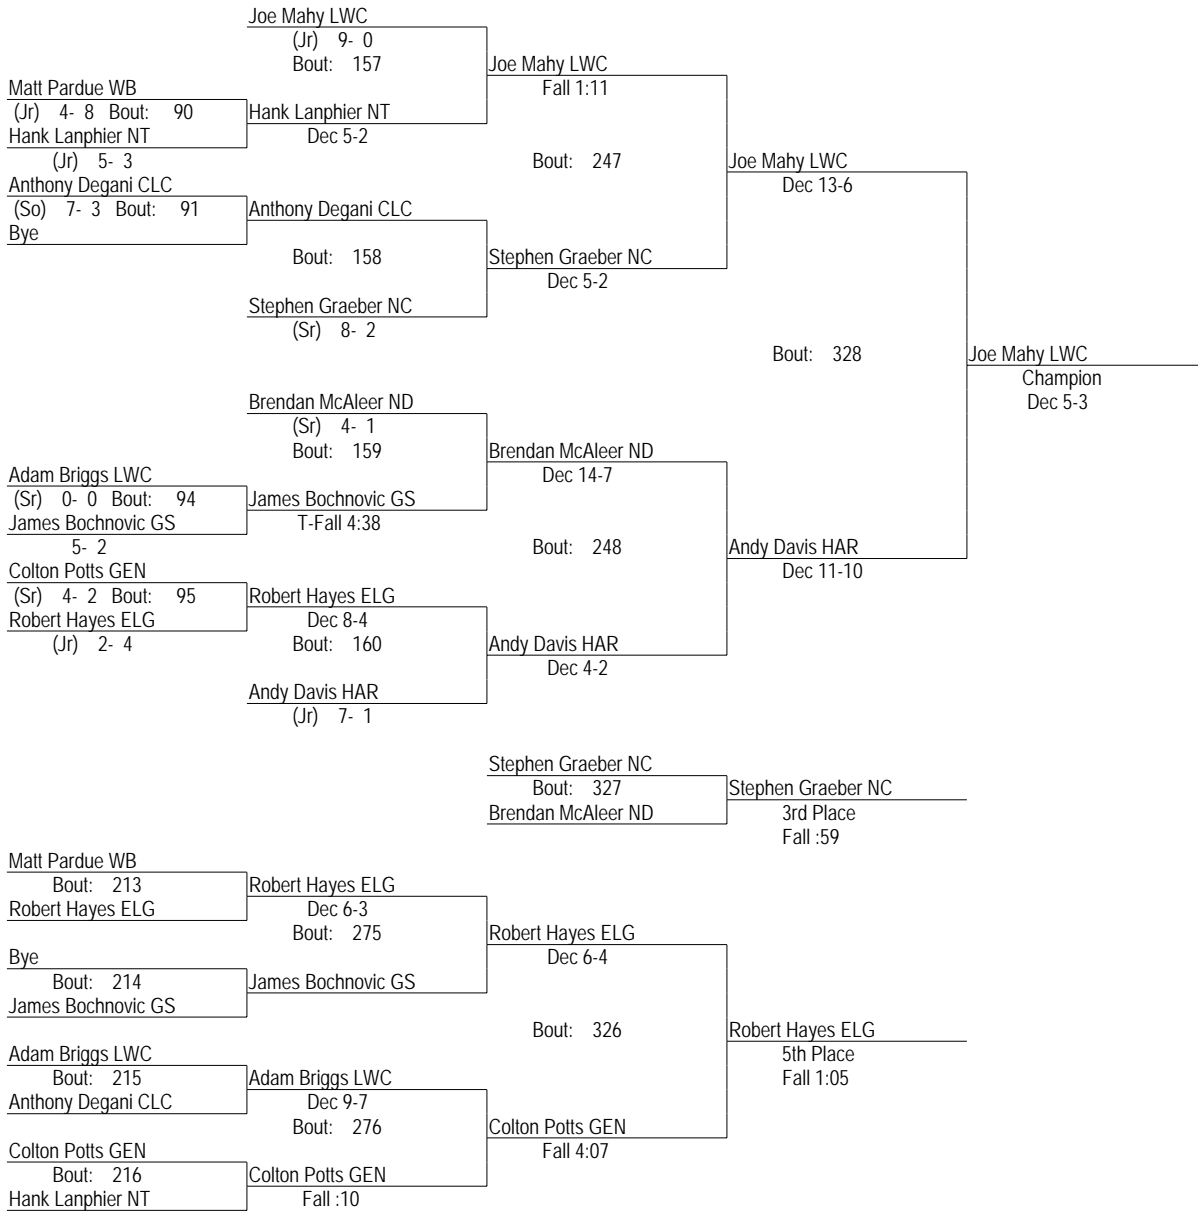 Joe Mahy LWC
(Jr) 9- 0
Bout: 157
Joe Mahy LWC
Fall 1:11
Matt Pardue WB
(Jr) 4- 8 Bout: 90
Hank Lanphier NT
Hank Lanphier NT
Dec 5-2
(Jr) 5- 3
Bout: 247
Joe Mahy LWC
Dec 13-6
Anthony Degani CLC
(So) 7- 3 Bout: 91
Anthony Degani CLC
Bye
Bout: 158
Stephen Graeber NC
Dec 5-2
Stephen Graeber NC
(Sr) 8- 2
Bout: 328
Joe Mahy LWC
Champion
Dec 5-3
Brendan McAleer ND
(Sr) 4- 1
Bout: 159
Brendan McAleer ND
Dec 14-7
Adam Briggs LWC
(Sr) 0- 0 Bout: 94
James Bochnovic GS
James Bochnovic GS
T-Fall 4:38
5- 2
Bout: 248
Andy Davis HAR
Dec 11-10
Colton Potts GEN
(Sr) 4- 2 Bout: 95
Robert Hayes ELG
Robert Hayes ELG
Dec 8-4
(Jr) 2- 4
Bout: 160
Andy Davis HAR
Dec 4-2
Andy Davis HAR
(Jr) 7- 1
Stephen Graeber NC
Bout: 327
Stephen Graeber NC
Brendan McAleer ND
3rd Place
Fall :59
Matt Pardue WB
Bout: 213
Robert Hayes ELG
Robert Hayes ELG
Dec 6-3
Bout: 275
Robert Hayes ELG
Dec 6-4
Bye
Bout: 214
James Bochnovic GS
James Bochnovic GS
Bout: 326
Robert Hayes ELG
5th Place
Fall 1:05
Adam Briggs LWC
Bout: 215
Adam Briggs LWC
Anthony Degani CLC
Dec 9-7
Bout: 276
Colton Potts GEN
Fall 4:07
Colton Potts GEN
Bout: 216
Colton Potts GEN
Hank Lanphier NT
Fall :10